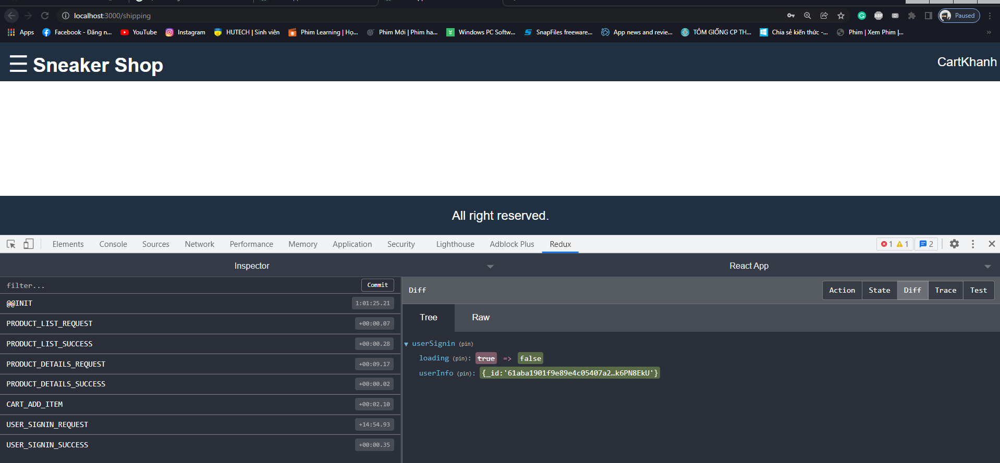 localhost:3000/shipping
Paused
Apps Facebook - Đăng n... YouTube Instagram HUTECH | Sinh viên Phim Learning | Họ... Phim Mới | Phim ha... Windows PC Softw... SnapFiles freeware... App news and revie... TÔM GIỐNG CP TH... Chia sẻ kiến thức -... Phim | Xem Phim |... »
☰ Sneaker Shop CartKhanh
All right reserved.
Elements Console Sources Network Performance Memory Application Security Lighthouse Adblock Plus Redux 1 1 2
Inspector React App
filter... Commit
Diff Action State Diff Trace Test
@@INIT 1:01:25.21
Tree Raw
PRODUCT_LIST_REQUEST +00:00.07
PRODUCT_LIST_SUCCESS +00:00.28
userSignin (pin)
loading (pin): true => false
PRODUCT_DETAILS_REQUEST +00:09.17
userInfo (pin): {_id:'61aba1901f9e89e4c05407a2…k6PN8EkU'}
PRODUCT_DETAILS_SUCCESS +00:00.02
CART_ADD_ITEM +00:02.10
USER_SIGNIN_REQUEST +14:54.93
USER_SIGNIN_SUCCESS +00:00.35